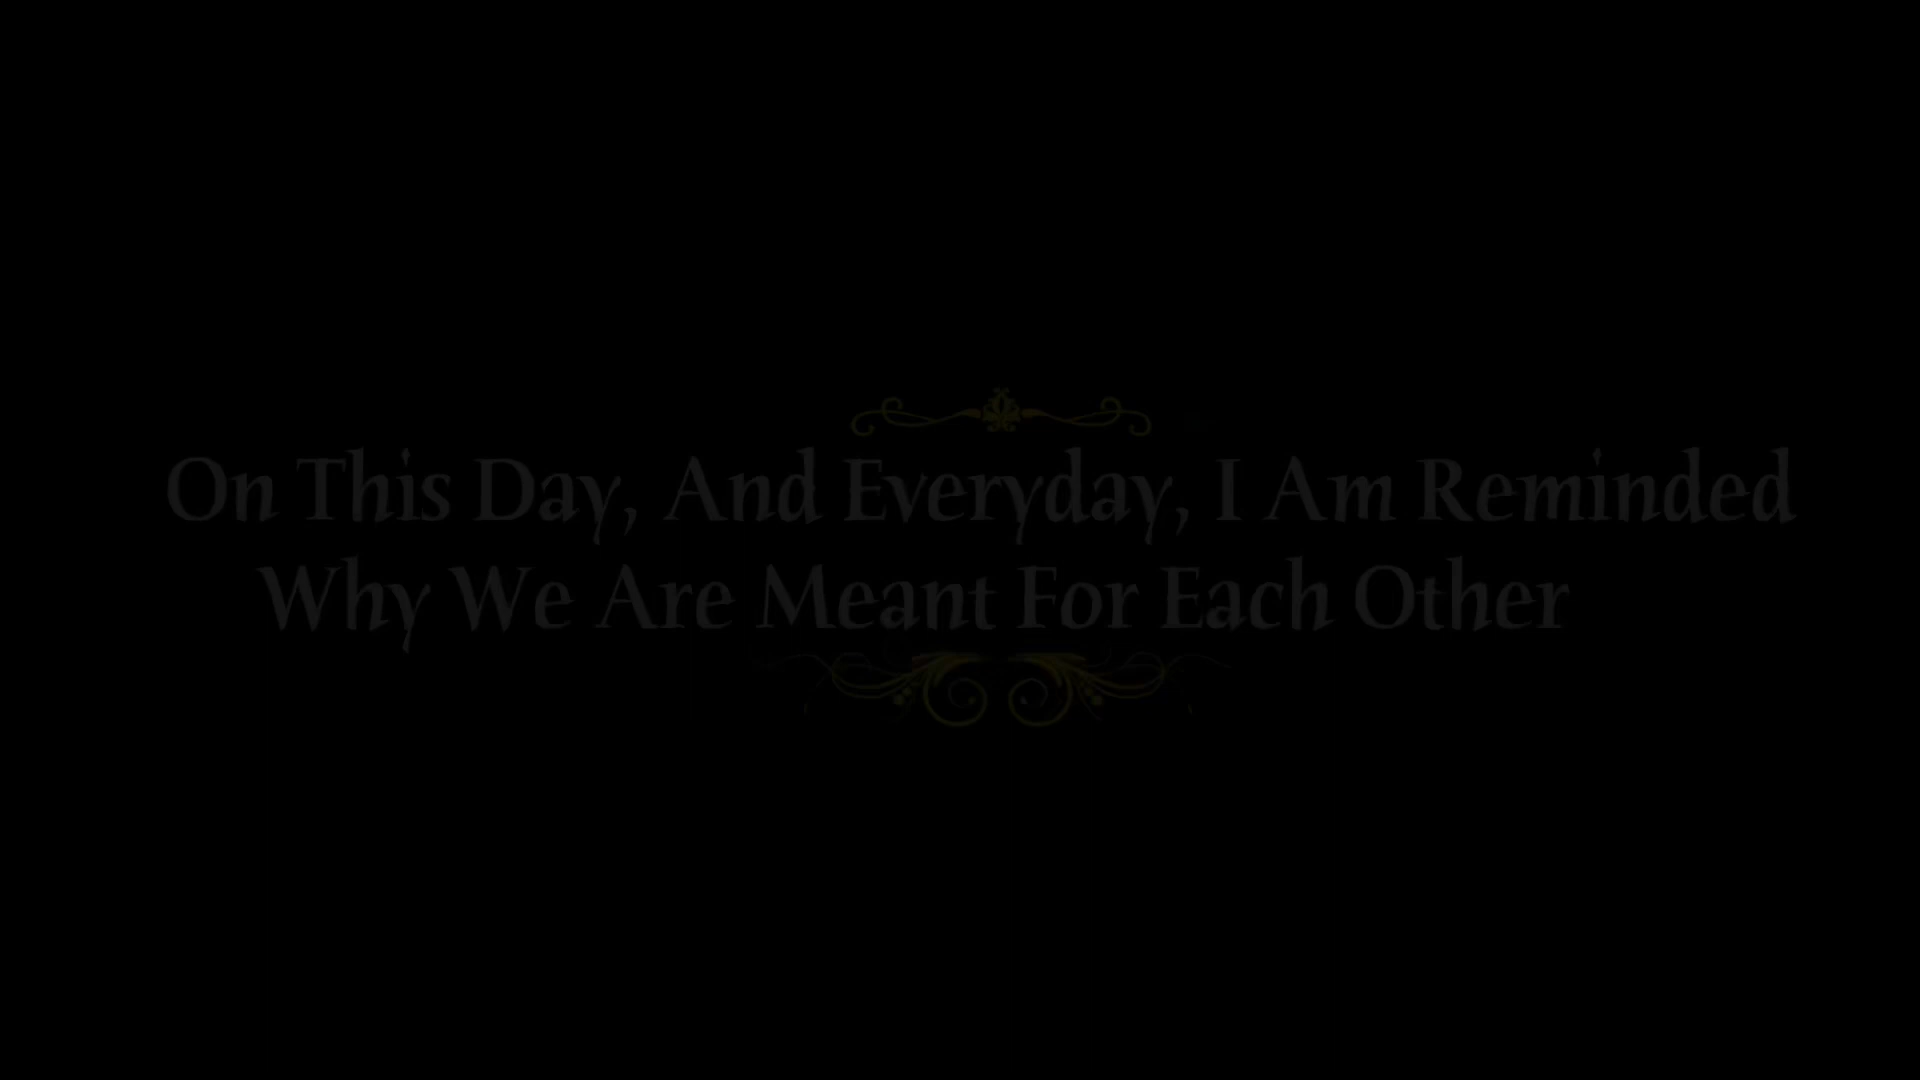 On This Day, And Everyday, I Am Reminded
Why We Are Meant For Each Other